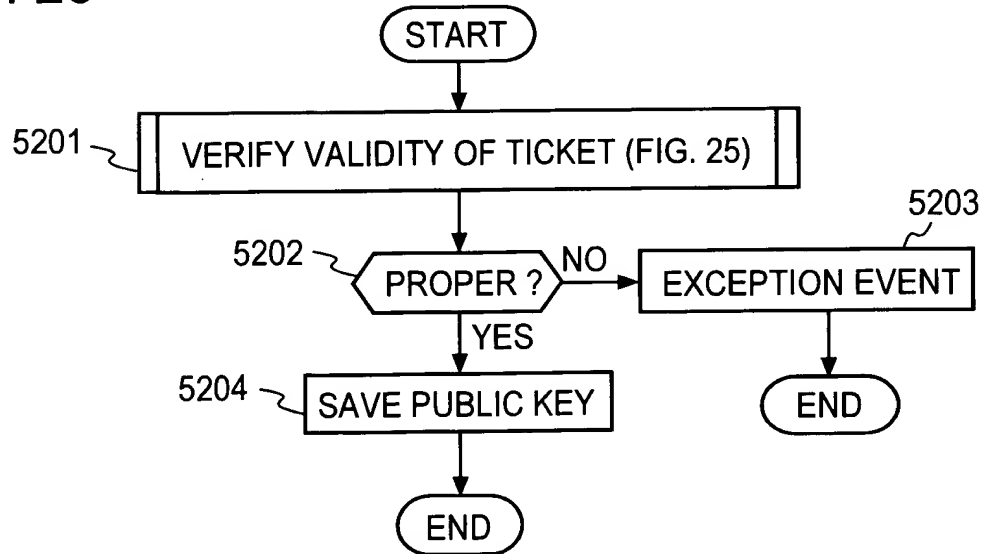 START
5201
VERIFY VALIDITY OF TICKET (FIG. 25)
5203
5202
PROPER ?
NO
EXCEPTION EVENT
YES
5204
SAVE PUBLIC KEY
END
END